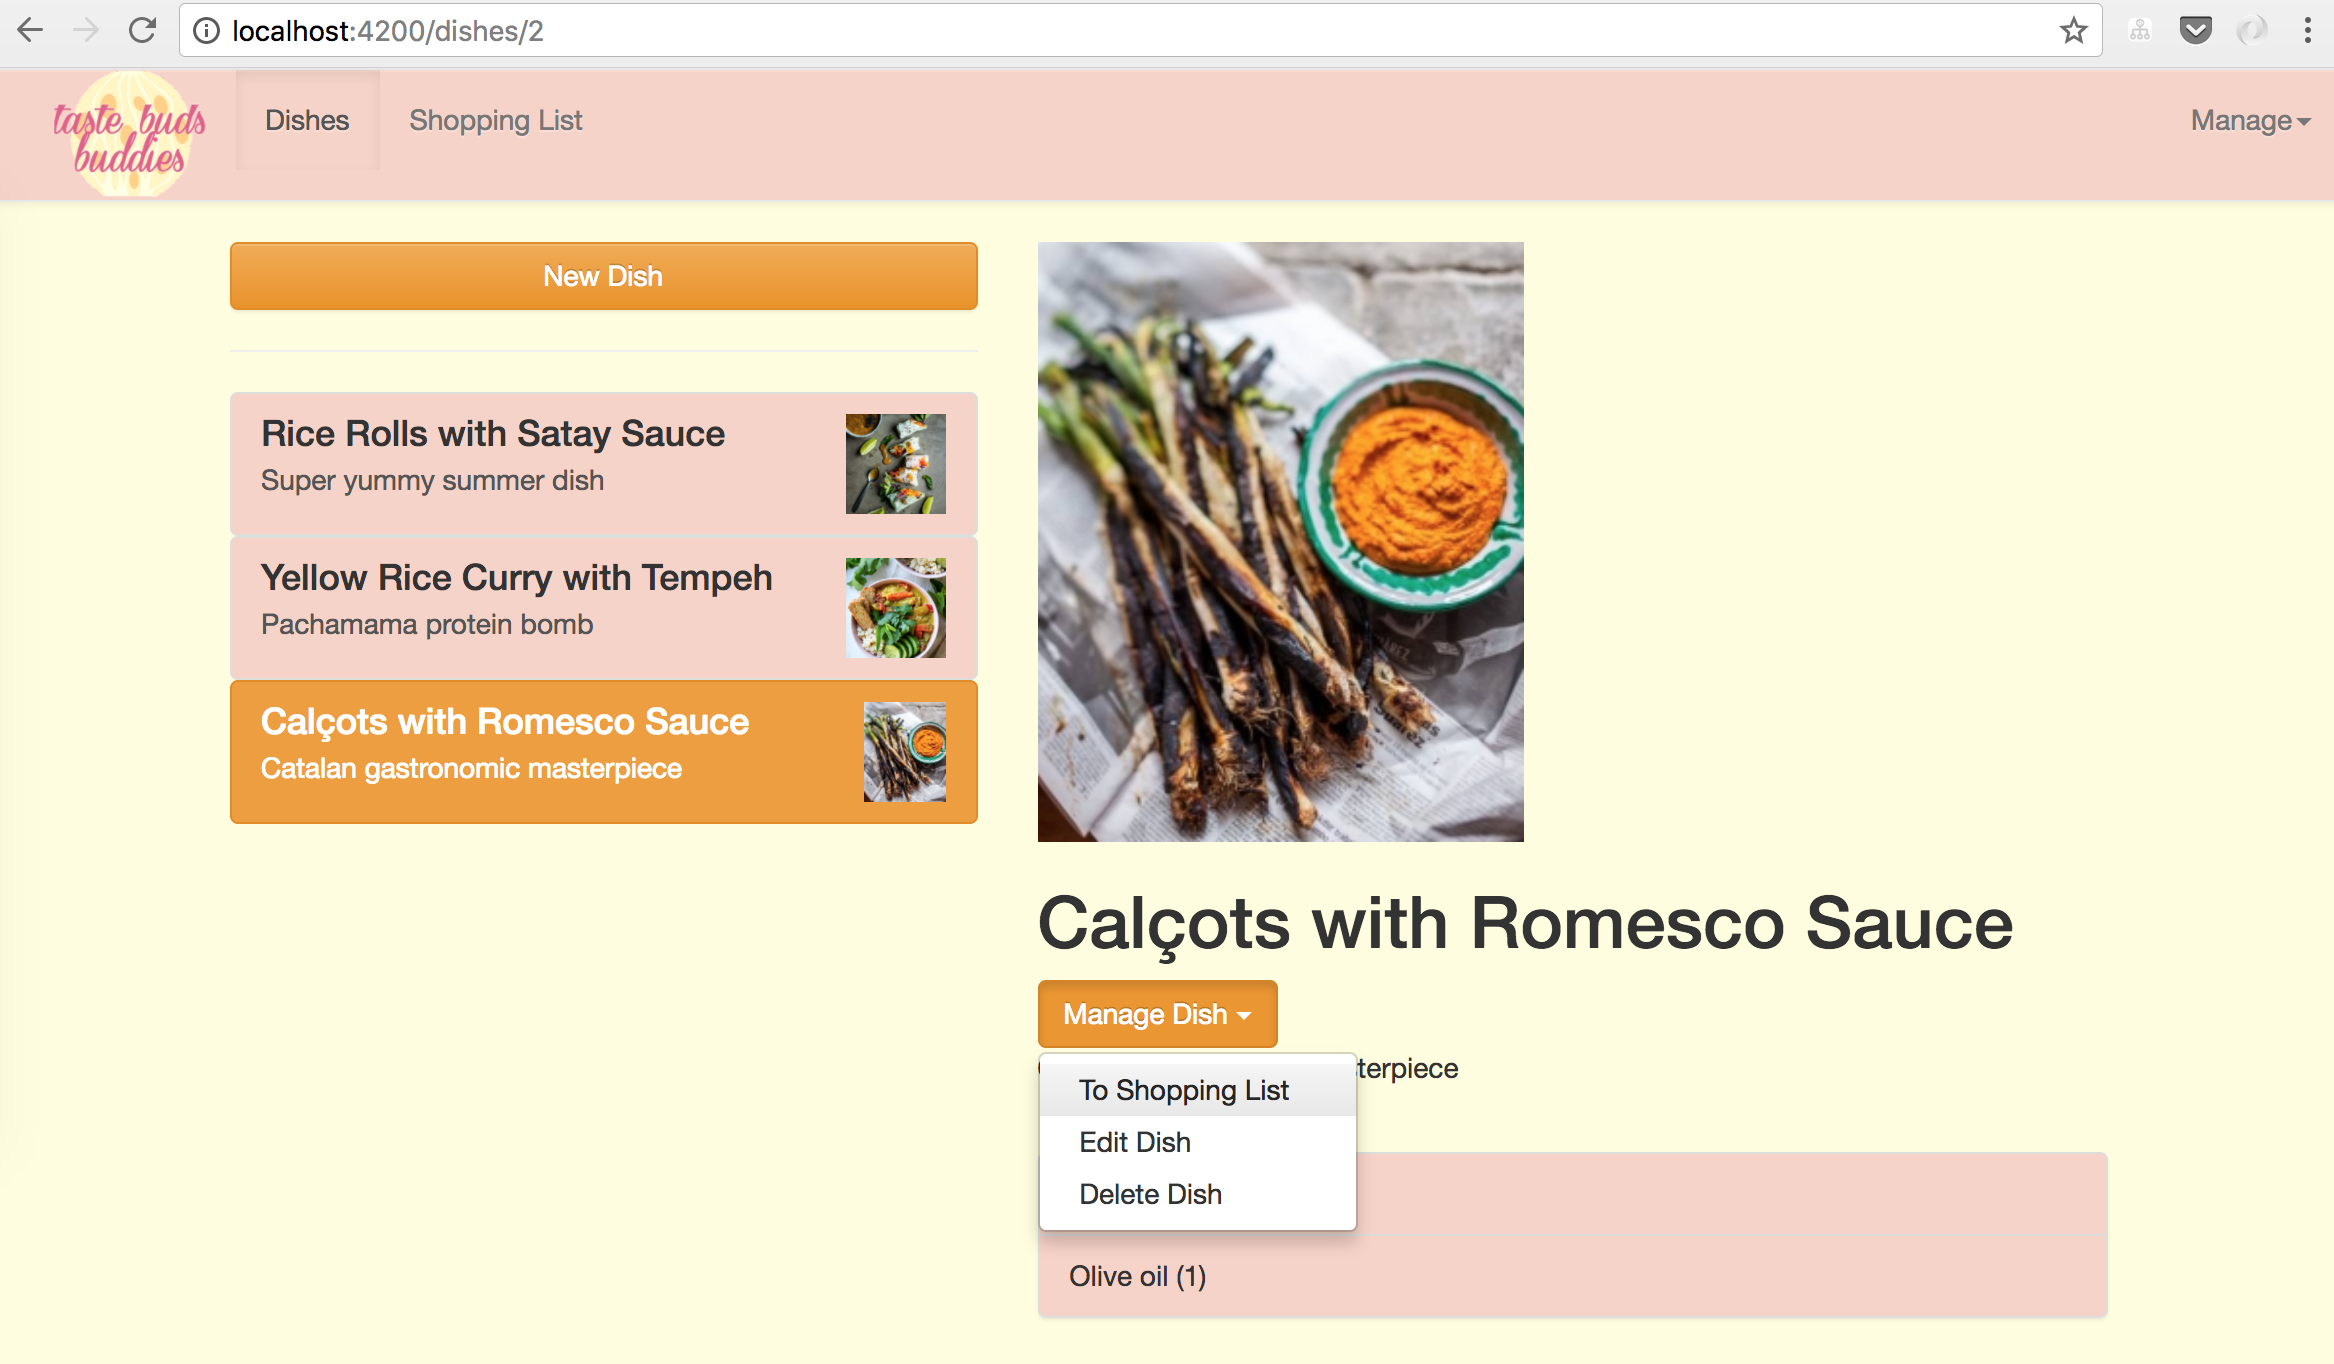 localhost:4200/dishes/2
taste buds
buddies
Dishes
Shopping List
Manage
New Dish
Rice Rolls with Satay Sauce
Super yummy summer dish
Yellow Rice Curry with Tempeh
Pachamama protein bomb
Calçots with Romesco Sauce
Catalan gastronomic masterpiece
Calçots with Romesco Sauce
Manage Dish
terpiece
To Shopping List
Edit Dish
Delete Dish
Olive oil (1)